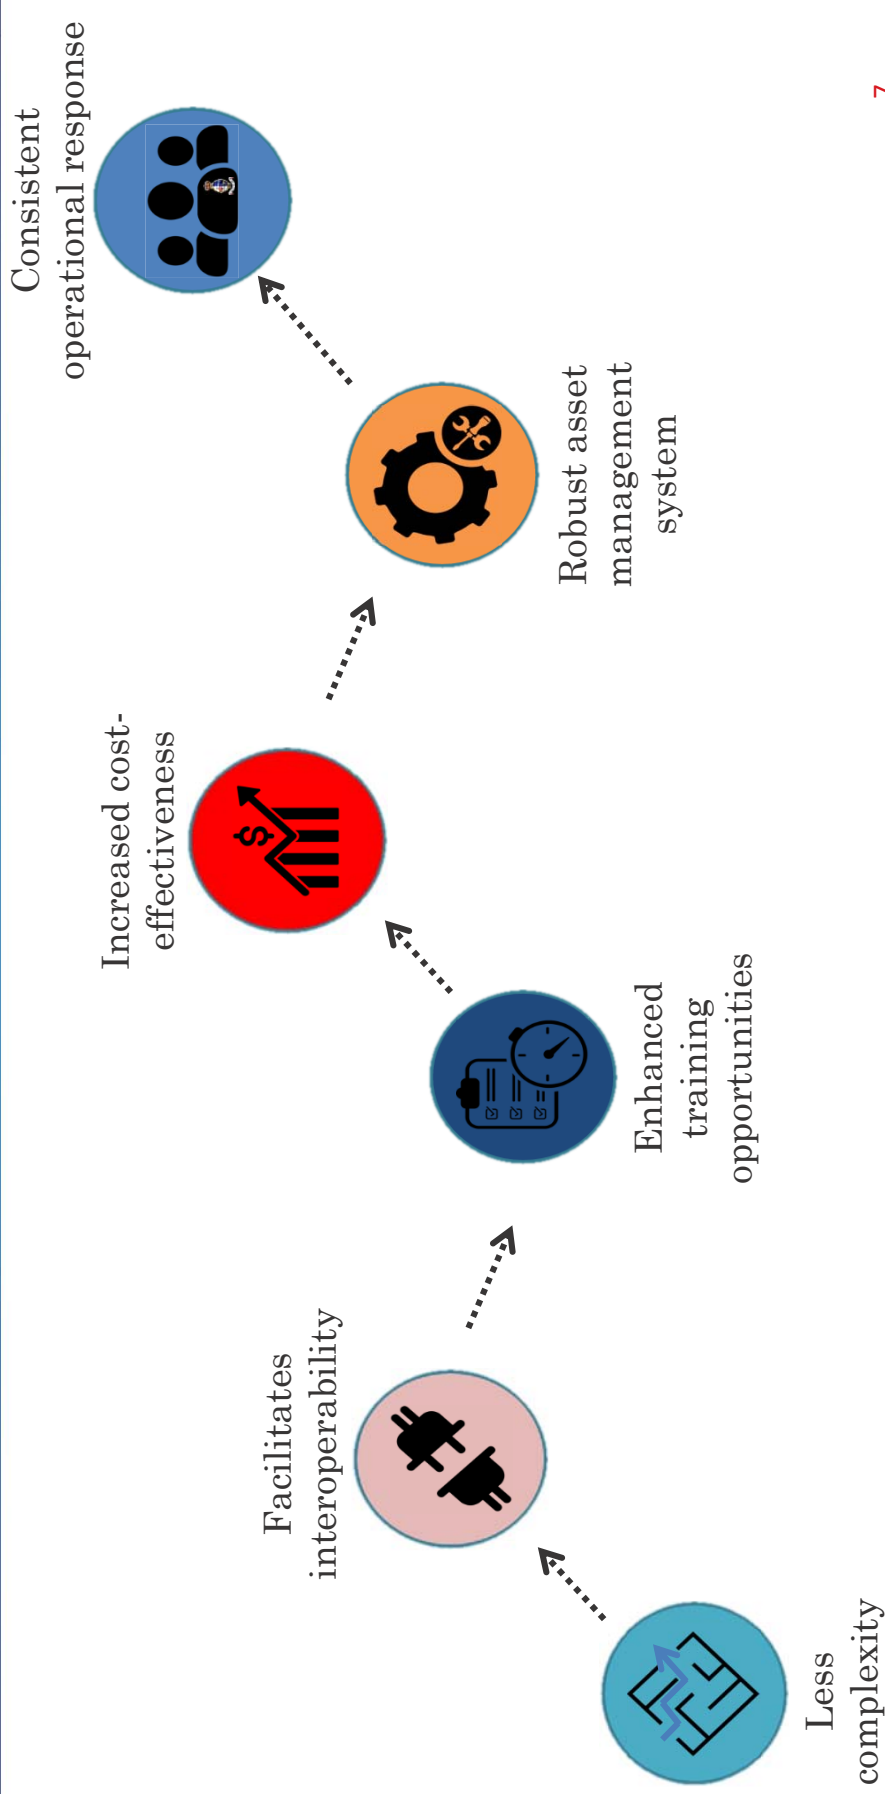 Less
complexity
Facilitates
interoperability
Enhanced
training
opportunities
Increased cost-
effectiveness
Robust asset
management
system
Consistent
operational response
7